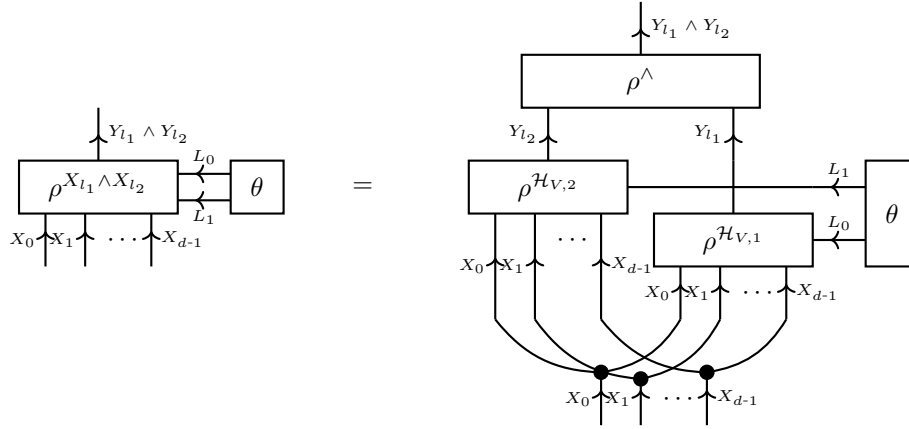 Y_{l_1} ∧ Y_{l_2}
ρ^∧
Y_{l_1} ∧ Y_{l_2} Y_{l_2} Y_{l_1}
L_0 L_1
ρ^{X_{l_1} ∧ X_{l_2}} θ = ρ^{\mathcal{H}_{V,2}}
L_1 θ
X_0 X_1 ... X_{d-1} ... ρ^{\mathcal{H}_{V,1}} L_0
X_0 X_1 X_{d-1} X_0 X_1 ... X_{d-1}
X_0 X_1 ... X_{d-1}